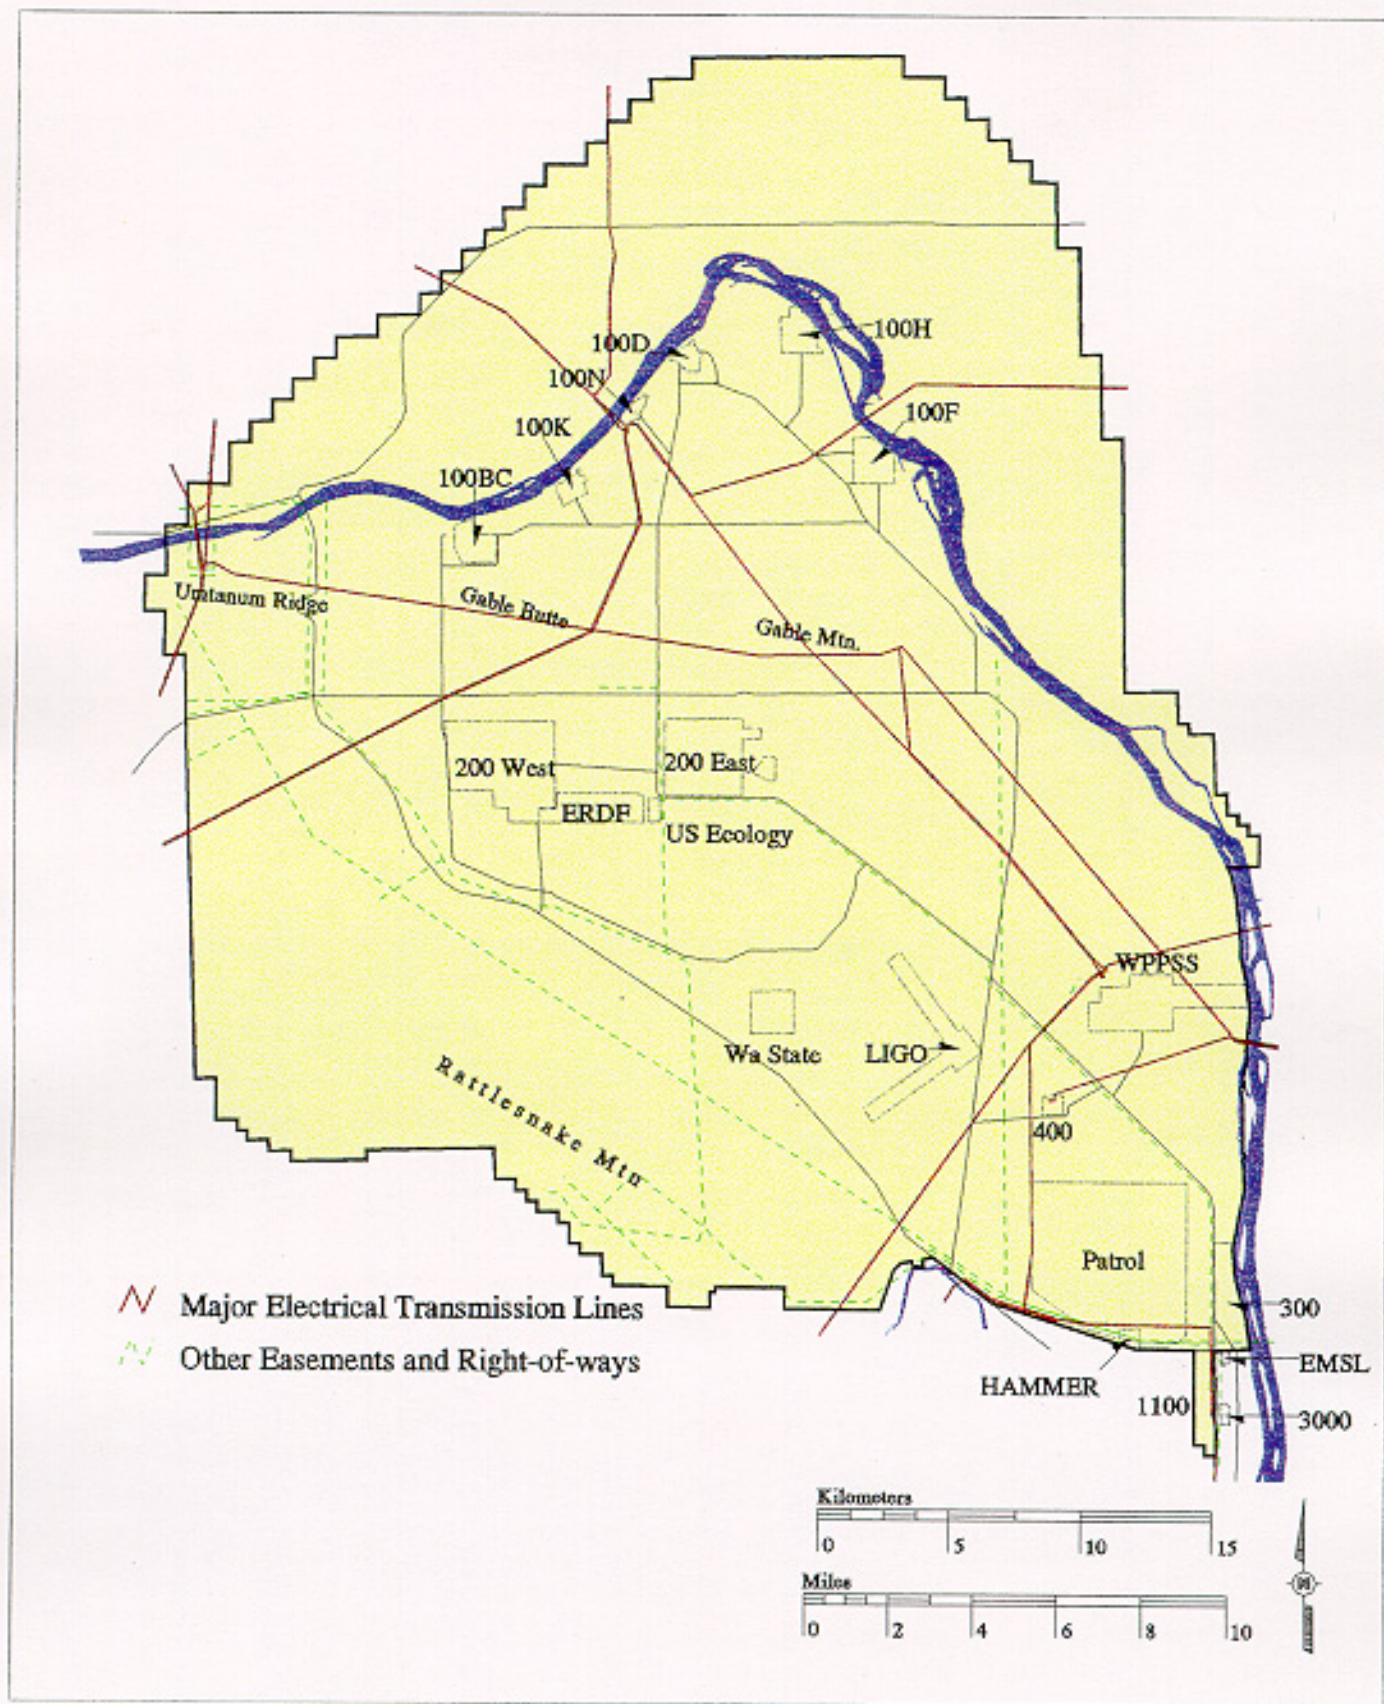 100H
100D
100N
100F
100K
100BC
Umtanum Ridge
Gable Butte
Gable Mtn.
200 West
200 East
ERDF
US Ecology
WPPSS
Wa State
LIGO
Rattlesnake Mtn
400
Patrol
Major Electrical Transmission Lines
300
Other Easements and Right-of-ways
EMSL
HAMMER
1100
3000
Kilometers
0 5 10 15
Miles
0 2 4 6 8 10
N